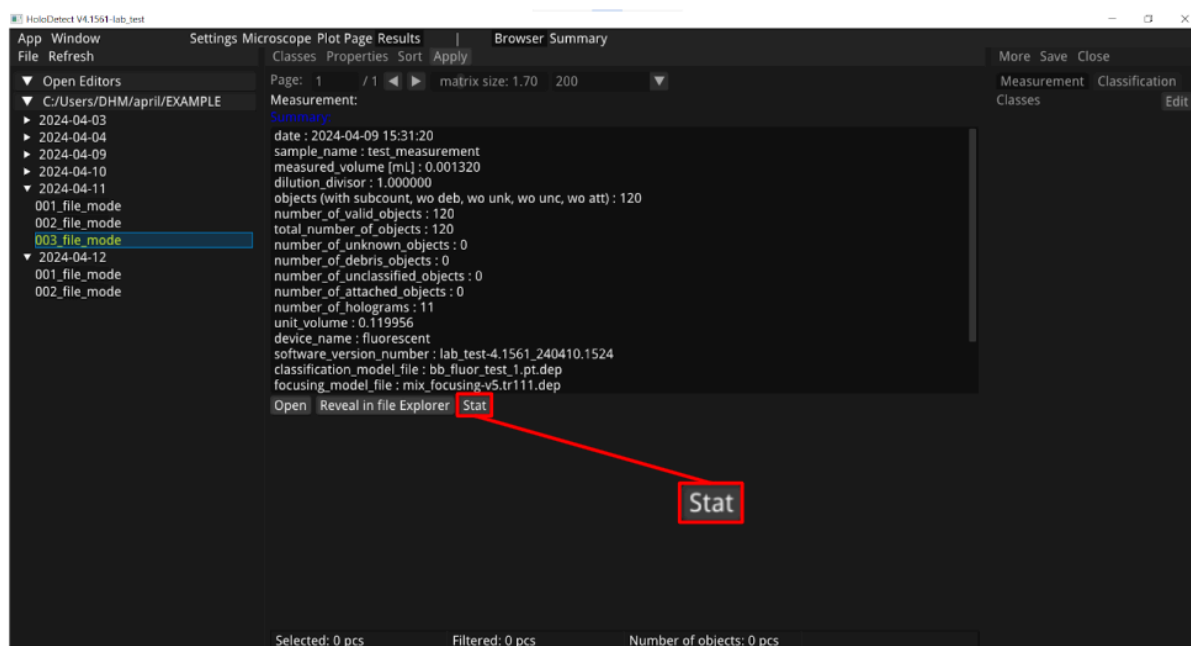 HoloDetect V4.1561-lab_test
App Window Settings Microscope Plot Page Results | Browser Summary
File Refresh
Classes Properties Sort Apply
More Save Close
Open Editors
C:/Users/DHM/april/EXAMPLE
2024-04-03
2024-04-04
2024-04-09
2024-04-10
2024-04-11
001_file_mode
002_file_mode
003_file_mode
2024-04-12
001_file_mode
002_file_mode
Page: 1 / 1 matrix size: 1.70 200
Measurement:
Summary:
date : 2024-04-09 15:31:20
sample_name : test_measurement
measured_volume [mL] : 0.001320
dilution_divisor : 1.000000
objects (with subcount, wo deb, wo unk, wo unc, wo att) : 120
number_of_valid_objects : 120
total_number_of_objects : 120
number_of_unknown_objects : 0
number_of_debris_objects : 0
number_of_unclassified_objects : 0
number_of_attached_objects : 0
number_of_holograms : 11
unit_volume : 0.119956
device_name : fluorescent
software_version_number : lab_test-4.1561_240410.1524
classification_model_file : bb_fluor_test_1.pt.dep
focusing_model_file : mix_focusing-v5.tr111.dep
Open Reveal in file Explorer Stat
Stat
Selected: 0 pcs Filtered: 0 pcs Number of objects: 0 pcs
Measurement Classification
Classes Edit